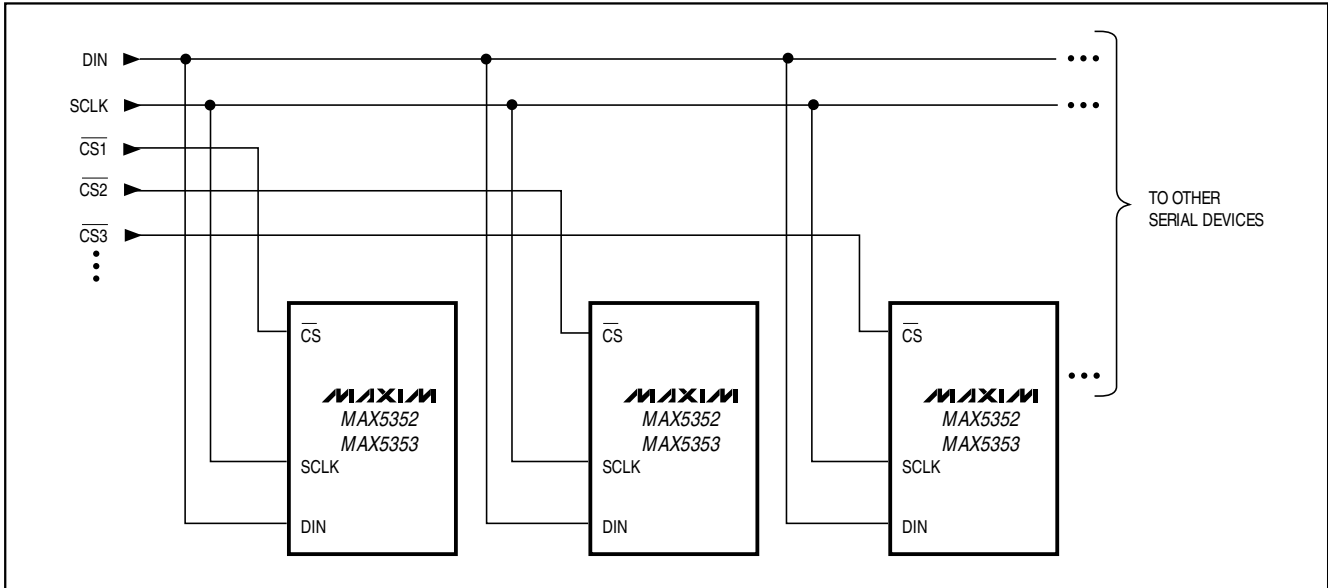 DIN
SCLK
CS1
CS2
CS3
TO OTHER
SERIAL DEVICES
CS
MAXIM
MAX5352
MAX5353
SCLK
DIN
CS
MAXIM
MAX5352
MAX5353
SCLK
DIN
CS
MAXIM
MAX5352
MAX5353
SCLK
DIN